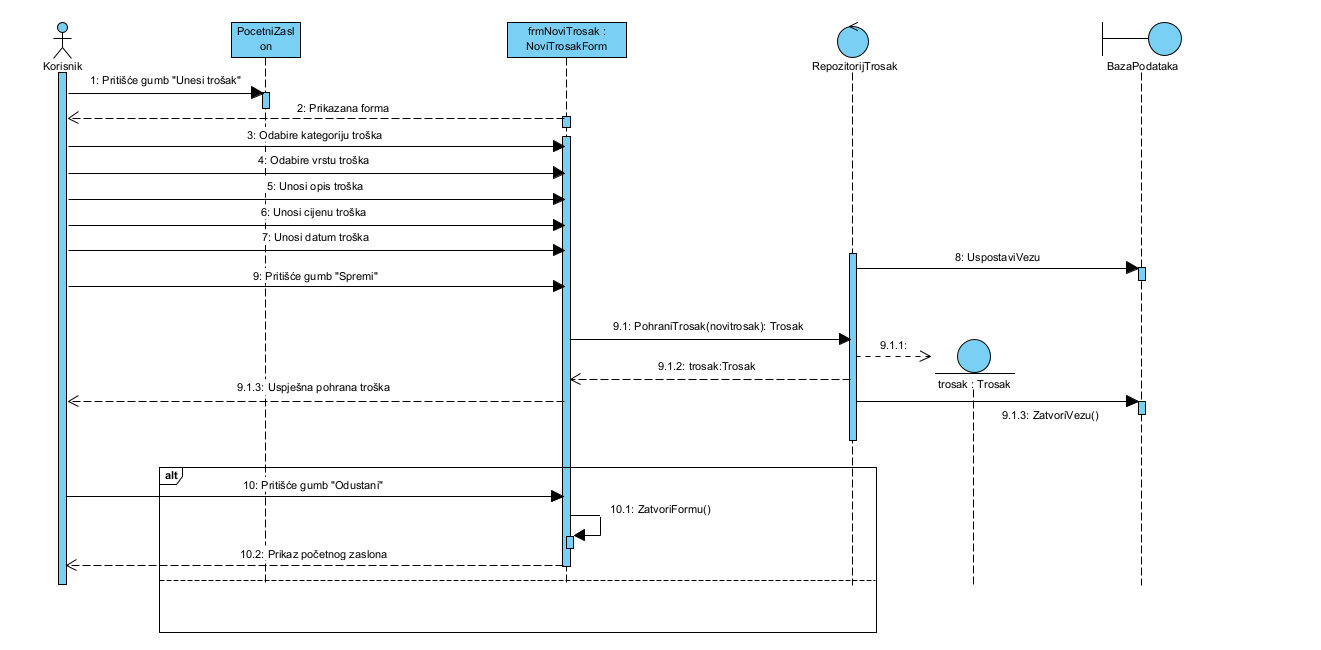 PocetniZasl
on
frmNoviTrosak :
NoviTrosakForm
Korisnik
RepozitorijTrosak
BazaPodataka
1: Pritišće gumb "Unesi trošak"
2: Prikazana forma
3: Odabire kategoriju troška
4: Odabire vrstu troška
5: Unosi opis troška
6: Unosi cijenu troška
7: Unosi datum troška
8: UspostaviVezu
9: Pritišće gumb "Spremi"
9.1: PohraniTrosak(novitrosak): Trosak
9.1.1:
9.1.2: trosak:Trosak
trosak : Trosak
9.1.3: Uspješna pohrana troška
9.1.3: ZatvoriVezu()
alt
10: Pritišće gumb "Odustani"
10.1: ZatvoriFormu()
10.2: Prikaz početnog zaslona